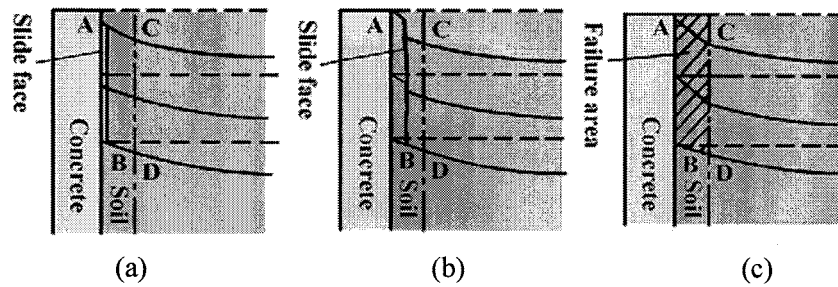 Slide face
A
C
Concrete
B
Soil
D
(a)
Slide face
A
C
Concrete
B
Soil
D
(b)
Failure area
A
C
Concrete
B
Soil
D
(c)